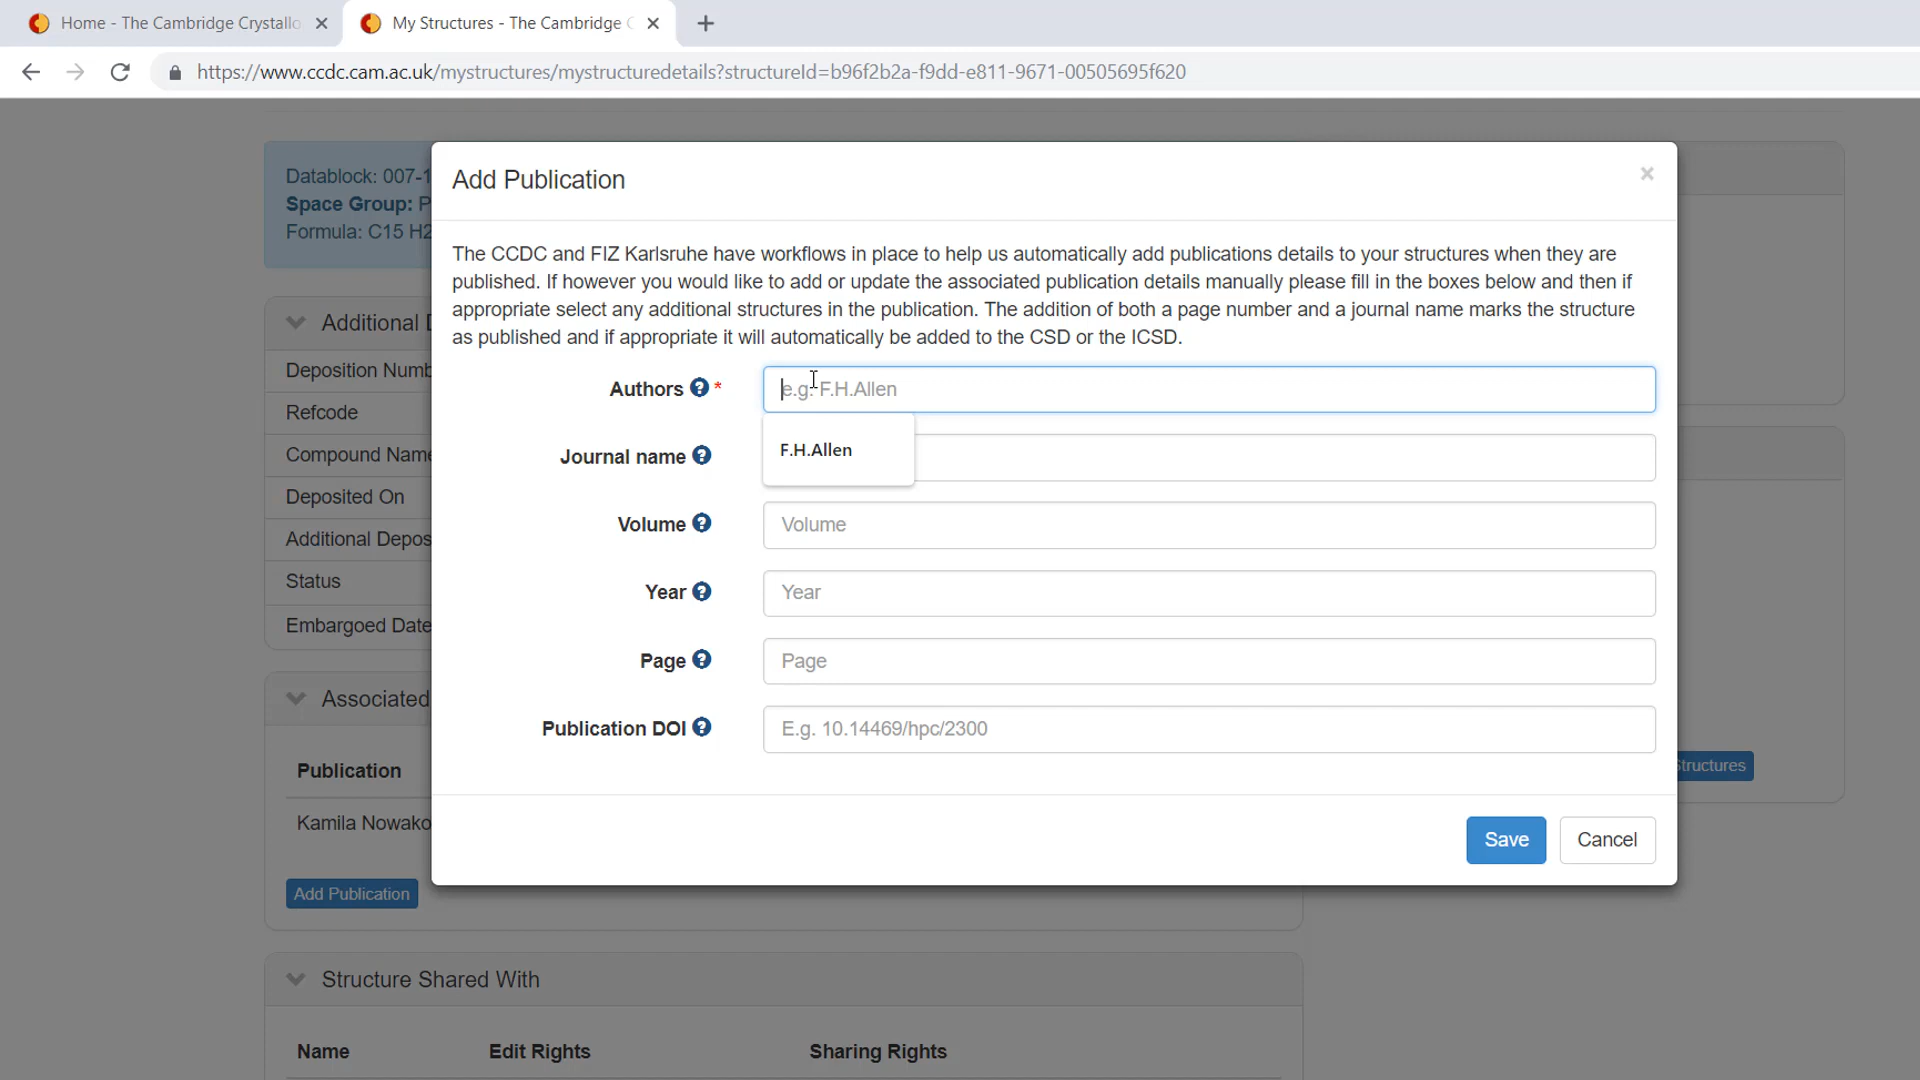 Home - The Cambridge Crystallo
My Structures - The Cambridge C
https://www.ccdc.cam.ac.uk/mystructures/mystructuredetails?structureId=b96f2b2a-f9dd-e811-9671-00505695f620
Datablock: 007-1
Space Group: P
Formula: C15 H2
Additional D
Deposition Numb
Refcode
Compound Name
Deposited On
Additional Depos
Status
Embargoed Date
Associated
Publication
Kamila Nowako
Add Publication
Structure Shared With
Name Edit Rights Sharing Rights
Structures
Add Publication
×
The CCDC and FIZ Karlsruhe have workflows in place to help us automatically add publications details to your structures when they are
published. If however you would like to add or update the associated publication details manually please fill in the boxes below and then if
appropriate select any additional structures in the publication. The addition of both a page number and a journal name marks the structure
as published and if appropriate it will automatically be added to the CSD or the ICSD.
Authors ? * e.g. F.H.Allen
F.H.Allen
Journal name ?
Volume ? Volume
Year ? Year
Page ? Page
Publication DOI ? E.g. 10.14469/hpc/2300
Save Cancel